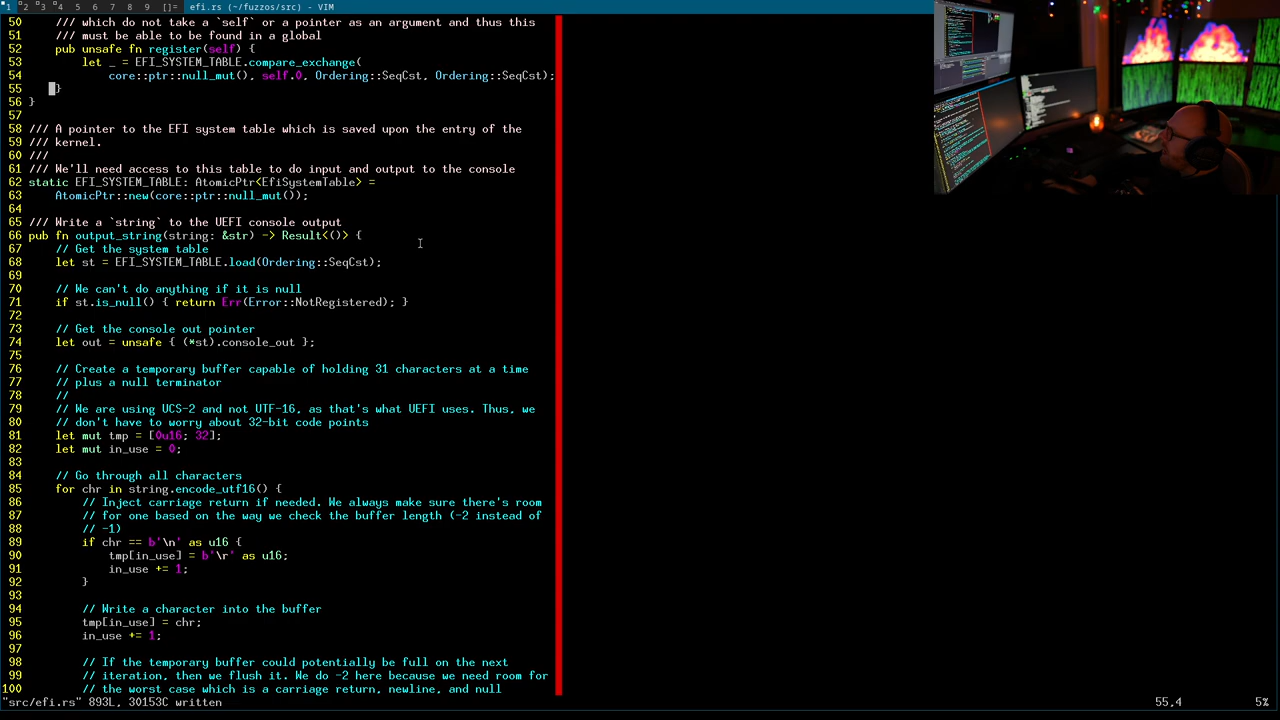 1 2 3 4 5 6 7 8 9 []= efi.rs (~/fuzzos/src) - VIM
50     /// which do not take a `self` or a pointer as an argument and thus this
51     /// must be able to be found in a global
52     pub unsafe fn register(self) {
53         let _ = EFI_SYSTEM_TABLE.compare_exchange(
54             core::ptr::null_mut(), self.0, Ordering::SeqCst, Ordering::SeqCst);
55     }
56 }
57
58 /// A pointer to the EFI system table which is saved upon the entry of the
59 /// kernel.
60 ///
61 /// We'll need access to this table to do input and output to the console
62 static EFI_SYSTEM_TABLE: AtomicPtr<EfiSystemTable> =
63     AtomicPtr::new(core::ptr::null_mut());
64
65 /// Write a `string` to the UEFI console output
66 pub fn output_string(string: &str) -> Result<()> {
67     // Get the system table
68     let st = EFI_SYSTEM_TABLE.load(Ordering::SeqCst);
69
70     // We can't do anything if it is null
71     if st.is_null() { return Err(Error::NotRegistered); }
72
73     // Get the console out pointer
74     let out = unsafe { (*st).console_out };
75
76     // Create a temporary buffer capable of holding 31 characters at a time
77     // plus a null terminator
78     //
79     // We are using UCS-2 and not UTF-16, as that's what UEFI uses. Thus, we
80     // don't have to worry about 32-bit code points
81     let mut tmp = [0u16; 32];
82     let mut in_use = 0;
83
84     // Go through all characters
85     for chr in string.encode_utf16() {
86         // Inject carriage return if needed. We always make sure there's room
87         // for one based on the way we check the buffer length (-2 instead of
88         // -1)
89         if chr == b'\n' as u16 {
90             tmp[in_use] = b'\r' as u16;
91             in_use += 1;
92         }
93
94         // Write a character into the buffer
95         tmp[in_use] = chr;
96         in_use += 1;
97
98         // If the temporary buffer could potentially be full on the next
99         // iteration, then we flush it. We do -2 here because we need room for
100         // the worst case which is a carriage return, newline, and null
"src/efi.rs" 893L, 30153C written 55,4 5%